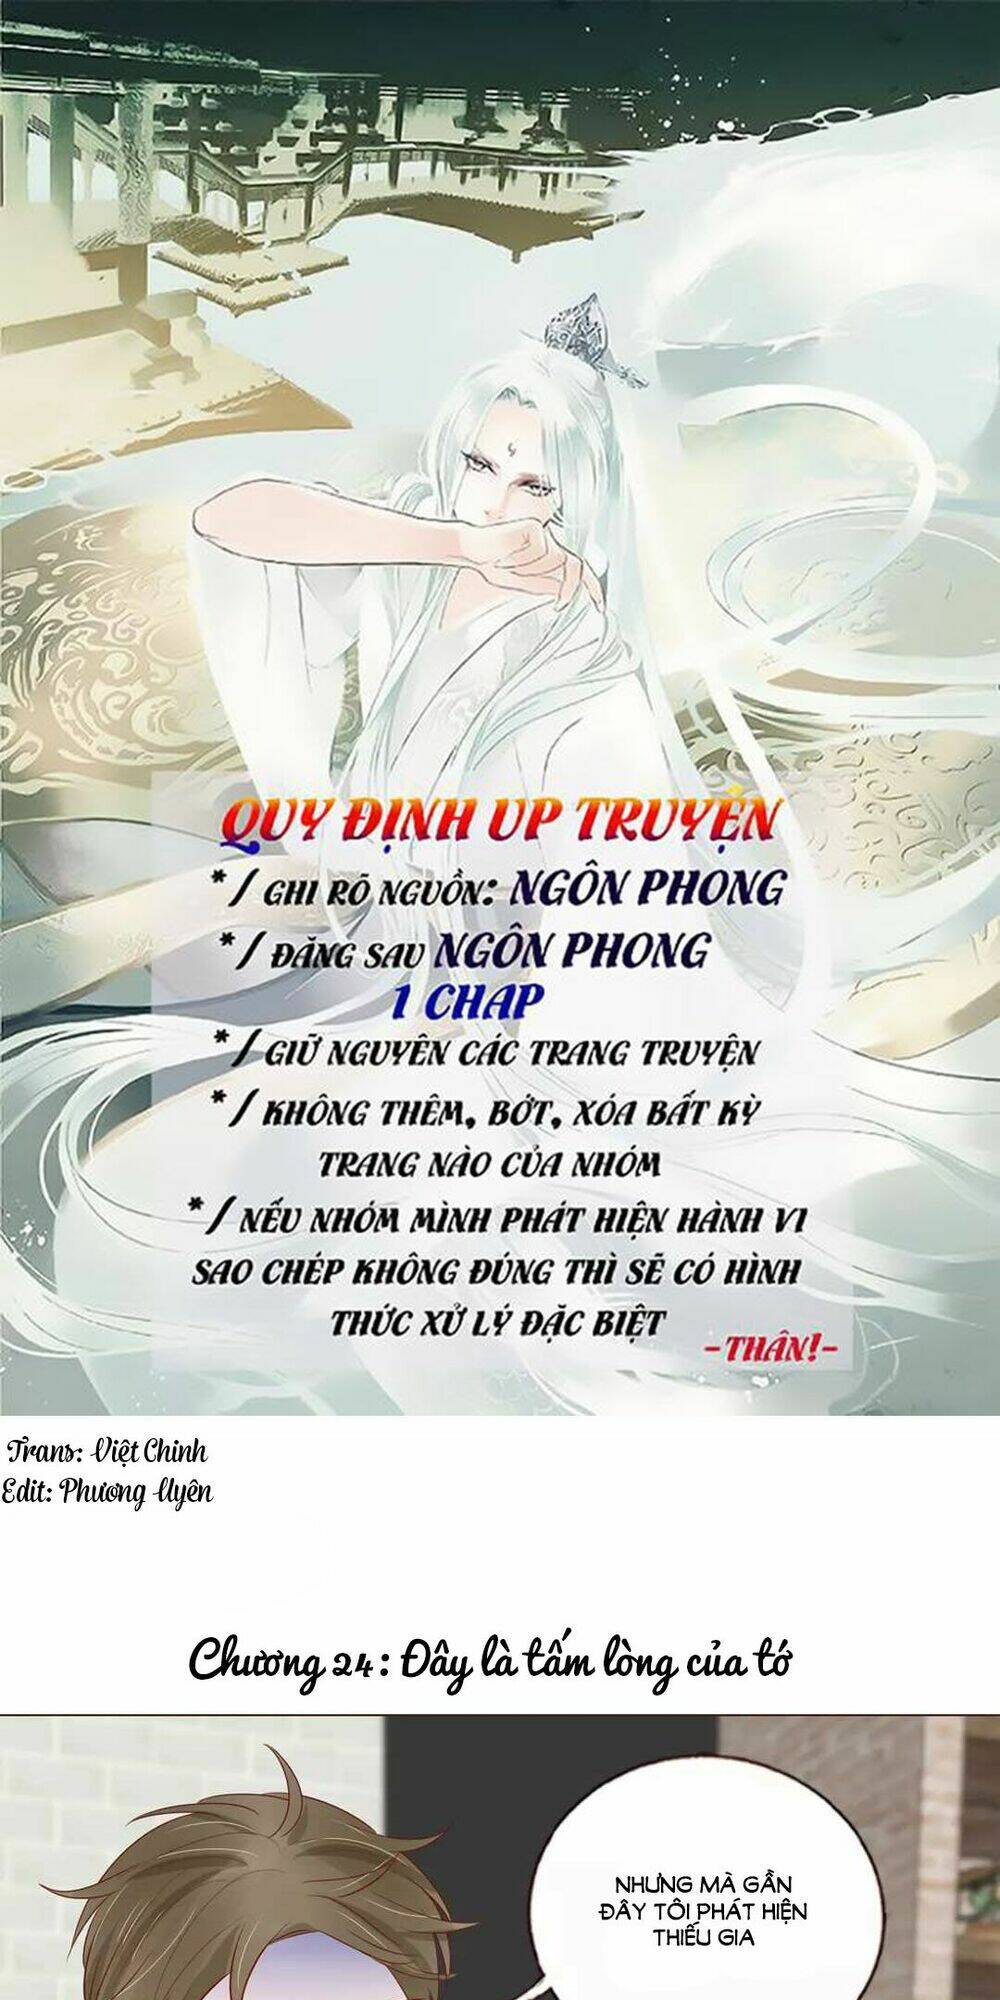 QUY ĐỊNH UP TRUYỆN
*/ GHI RÕ NGUỒN: NGÔN PHONG
*/ ĐĂNG SAU NGÔN PHONG
1 CHAP
*/ GIỮ NGUYÊN CÁC TRANG TRUYỆN
*/ KHÔNG THÊM, BỚT, XÓA BẤT KỲ
TRANG NÀO CỦA NHÓM
*/ NẾU NHÓM MÌNH PHÁT HIỆN HÀNH VI
SAO CHÉP KHÔNG ĐÚNG THÌ SẼ CÓ HÌNH
THỨC XỬ LÝ ĐẶC BIỆT
-THÂN!-
Trans: Việt Chinh
Edit: Phương Uyên
Chương 24: Đây là tấm lòng của tớ
NHƯNG MÀ GẦN
ĐÂY TÔI PHÁT HIỆN
THIẾU GIA